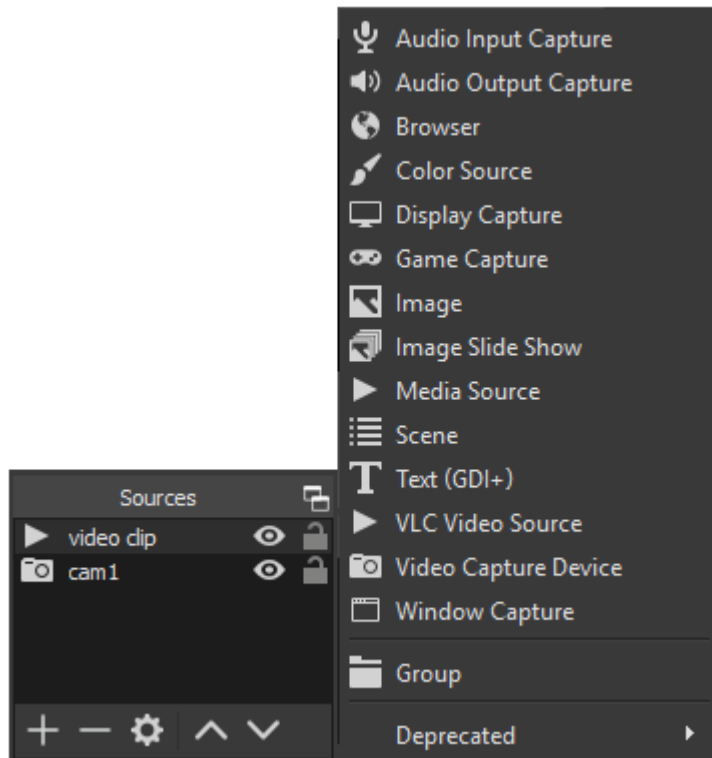 Audio Input Capture
Audio Output Capture
Browser
Color Source
Display Capture
Game Capture
Image
Image Slide Show
Media Source
Scene
Text (GDI+)
VLC Video Source
Video Capture Device
Window Capture
Group
Deprecated
Sources
video clip
cam1